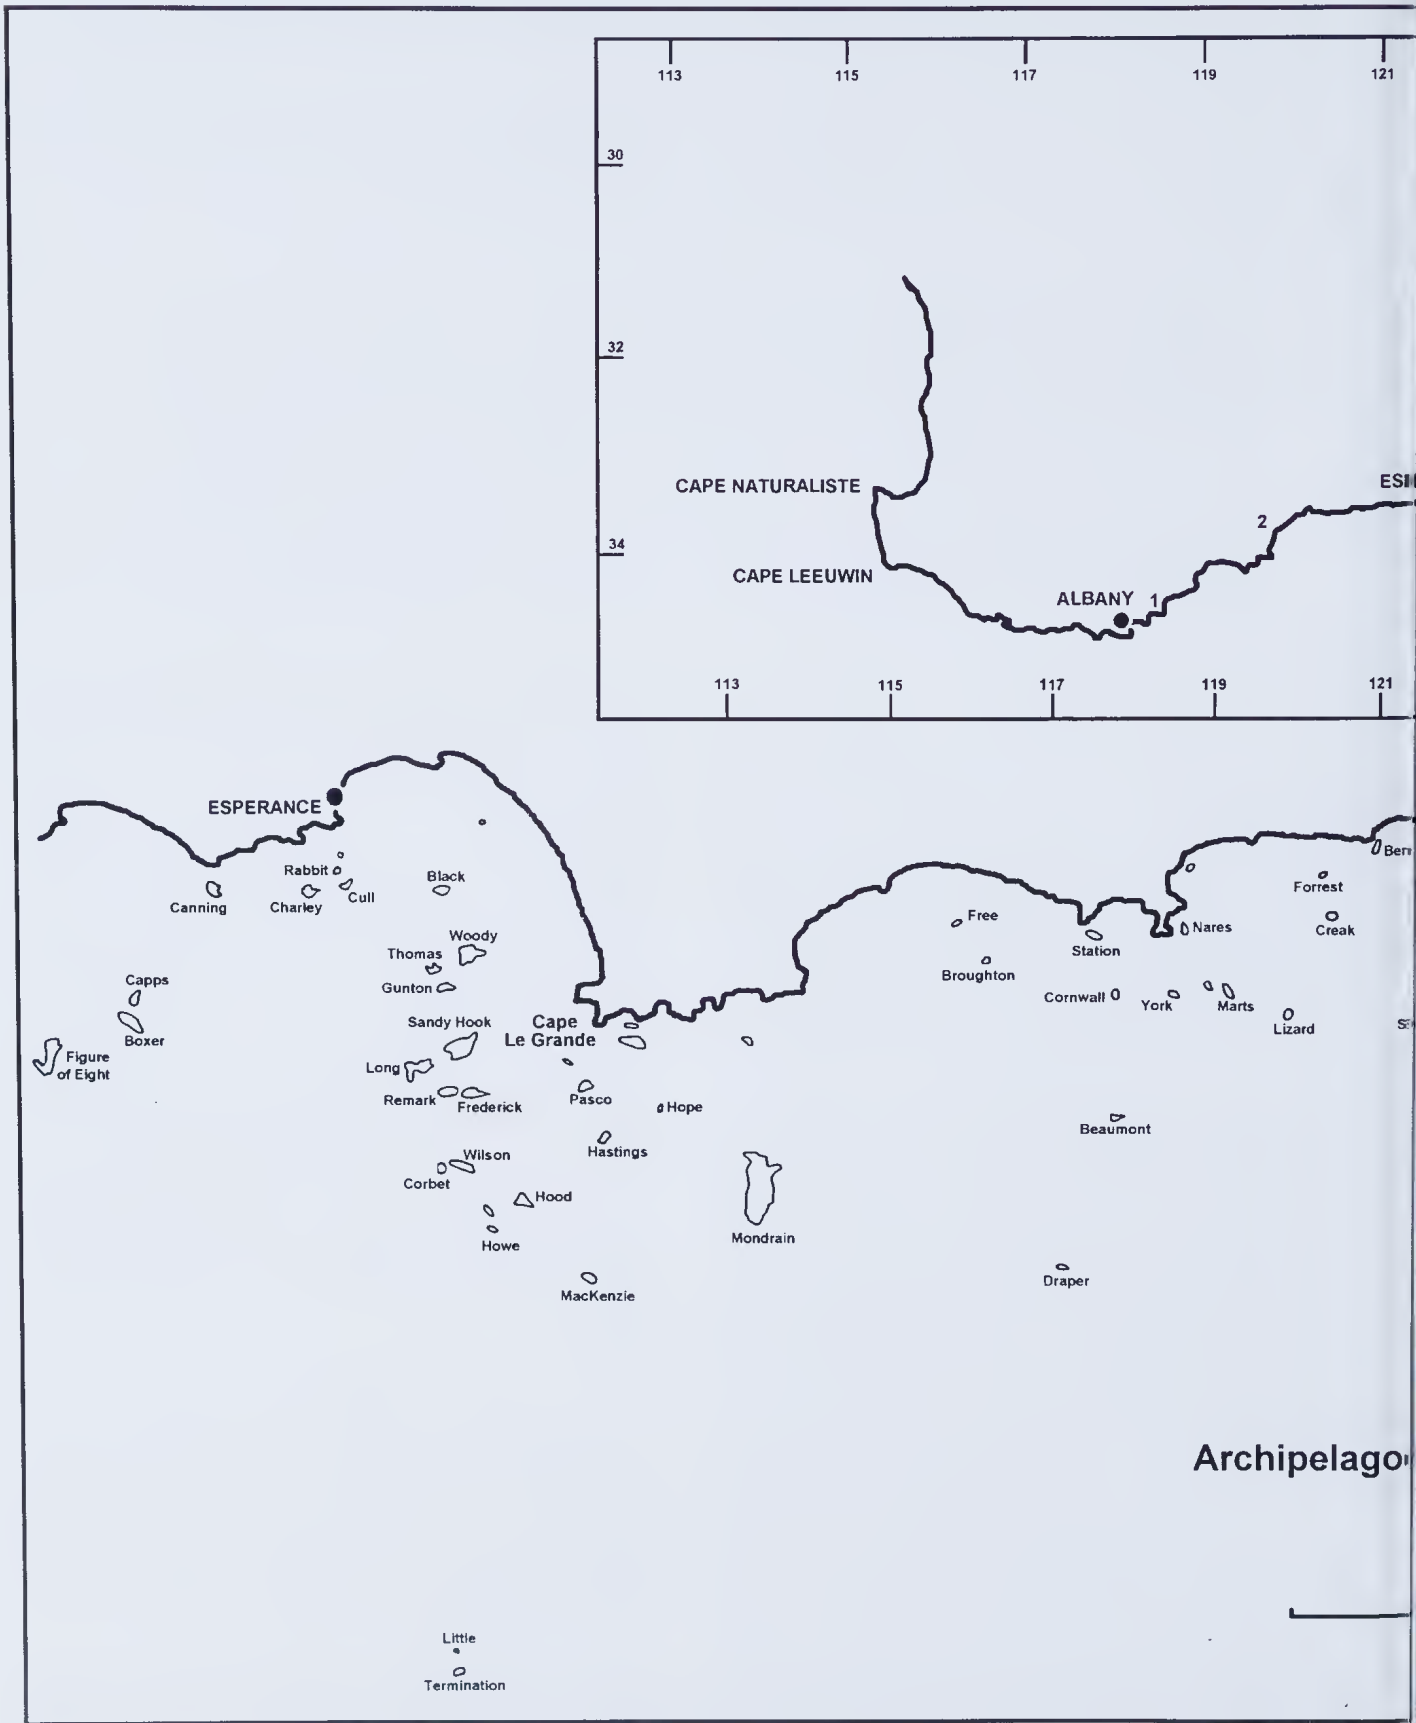 113 115 117 119 121
30
32
CAPE NATURALISTE
34
CAPE LEEUWIN
2
ALBANY 1
113 115 117 119 121
ESPERANCE
Rabbit
Canning
Charley
Cull
Black
Woody
Thomas
Gunton
Capps
Boxer
Figure
of Eight
Sandy Hook
Long
Remark
Frederick
Cape
Le Grande
Pasco
Hope
Hastings
Wilson
Corbet
Hood
Howe
MacKenzie
Mondrain
Free
Broughton
Station
Nares
Forrest
Creak
Cornwall
York
Marts
Lizard
Beaumont
Draper
Archipelago
Little
Termination